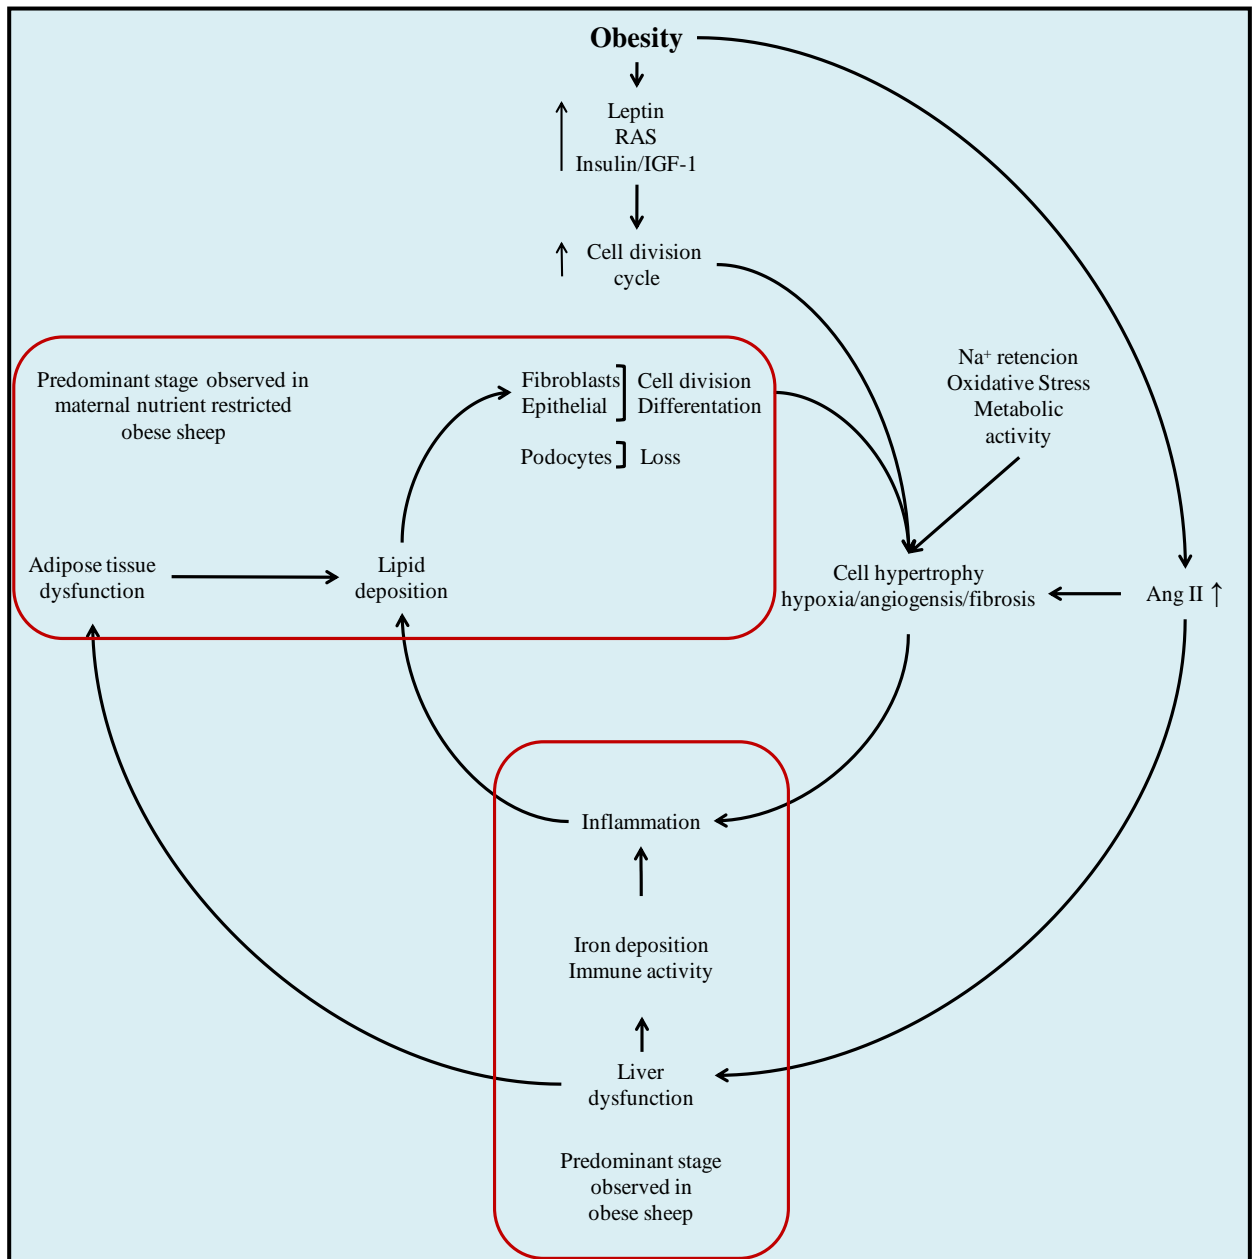 Obesity
Leptin
RAS
Insulin/IGF-1
Cell division
cycle
Predominant stage observed in
maternal nutrient restricted
obese sheep
Fibroblasts
Epithelial
Cell division
Differentation
Podocytes
Loss
Na⁺ retencion
Oxidative Stress
Metabolic
activity
Adipose tissue
dysfunction
Lipid
deposition
Cell hypertrophy
hypoxia/angiogensis/fibrosis
Ang II ↑
Inflammation
Iron deposition
Immune activity
Liver
dysfunction
Predominant stage
observed in
obese sheep